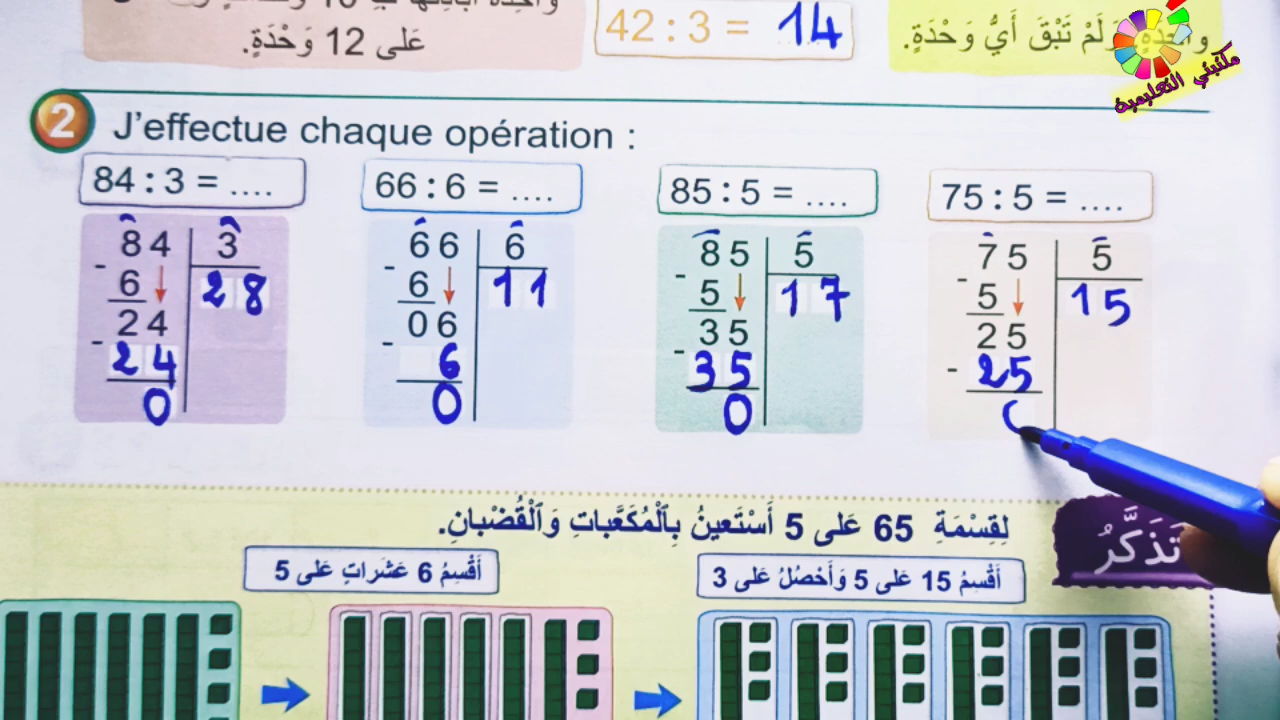 عَلى 12 وَحْدَةٍ.
42 : 3 = 14
وَلَمْ تَبْقَ أَيُّ وَحْدَةٍ.
مكتبتي التعليمية
2 J'effectue chaque opération :
84 : 3 = .... 66 : 6 = .... 85 : 5 = .... 75 : 5 = ....
84 3 66 6 85 5 75 5
- 6 28 - 6 11 - 5 17 - 5 15
24 06 35 25
- 24 - 6 - 35 - 25
0 0 0 0
تَذَكَّرُ
لِقِسْمَةِ 65 عَلى 5 أَسْتَعينُ بِٱلْمُكَعَّباتِ وَٱلْقُضْبانِ.
أَقْسِمُ 6 عَشَراتٍ عَلى 5
أَقْسِمُ 15 عَلى 5 وَأَحْصُلُ عَلى 3